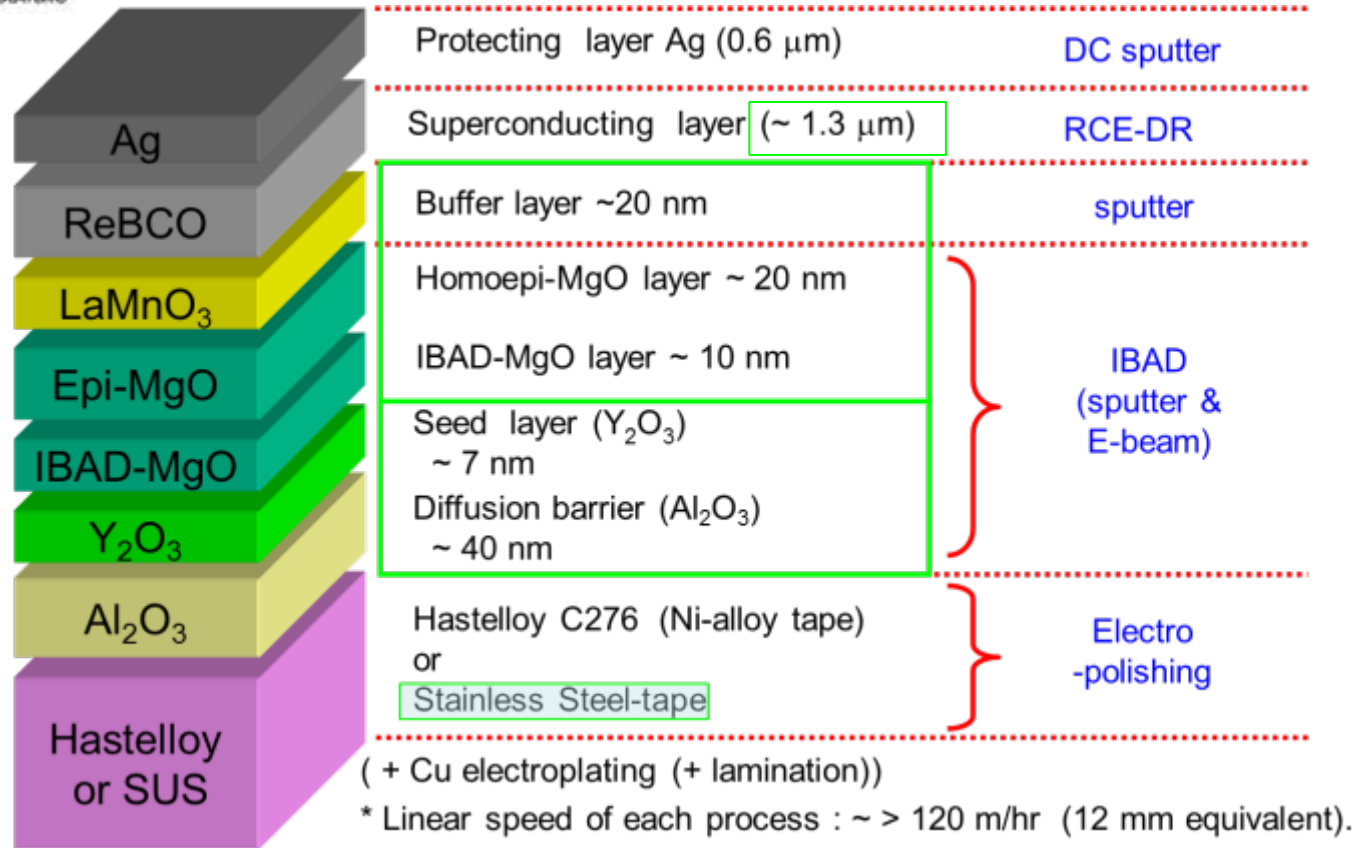 Protecting layer Ag (0.6 μm)
DC sputter
Ag
Superconducting layer (~ 1.3 μm)
RCE-DR
ReBCO
Buffer layer ~20 nm
sputter
LaMnO₃
Homoepi-MgO layer ~ 20 nm
Epi-MgO
IBAD-MgO layer ~ 10 nm
IBAD
(sputter &
E-beam)
IBAD-MgO
Seed layer (Y₂O₃)
~ 7 nm
Y₂O₃
Diffusion barrier (Al₂O₃)
~ 40 nm
Al₂O₃
Hastelloy C276 (Ni-alloy tape)
or
Stainless Steel-tape
Electro
-polishing
Hastelloy
or SUS
( + Cu electroplating (+ lamination))
* Linear speed of each process : ~ > 120 m/hr (12 mm equivalent).